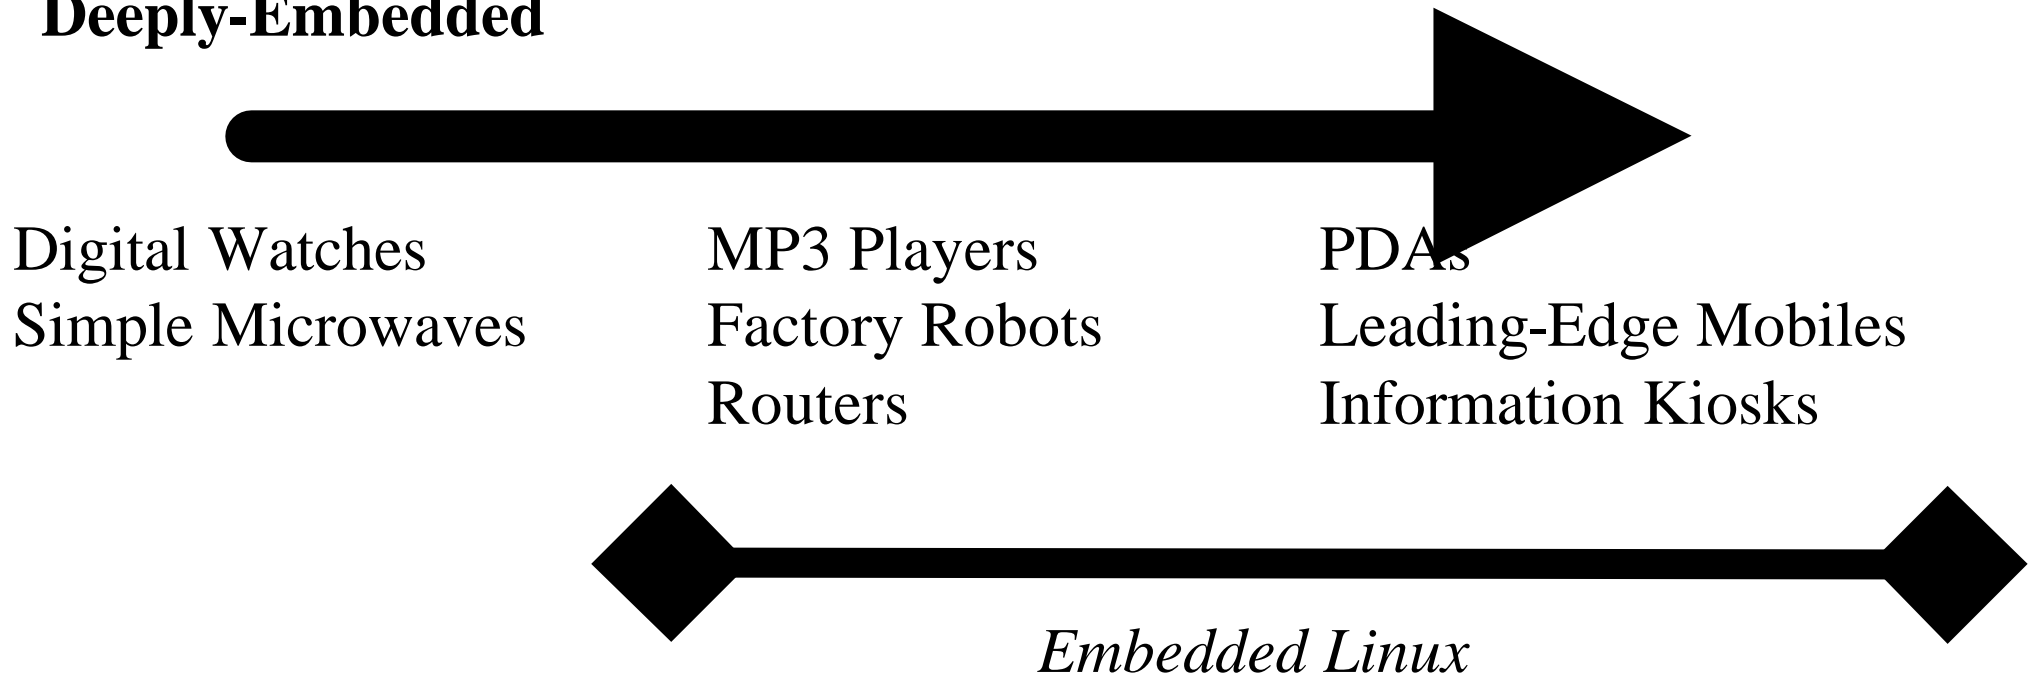 Deeply-Embedded
Digital Watches
Simple Microwaves
MP3 Players
Factory Robots
Routers
PDAs
Leading-Edge Mobiles
Information Kiosks
Embedded Linux